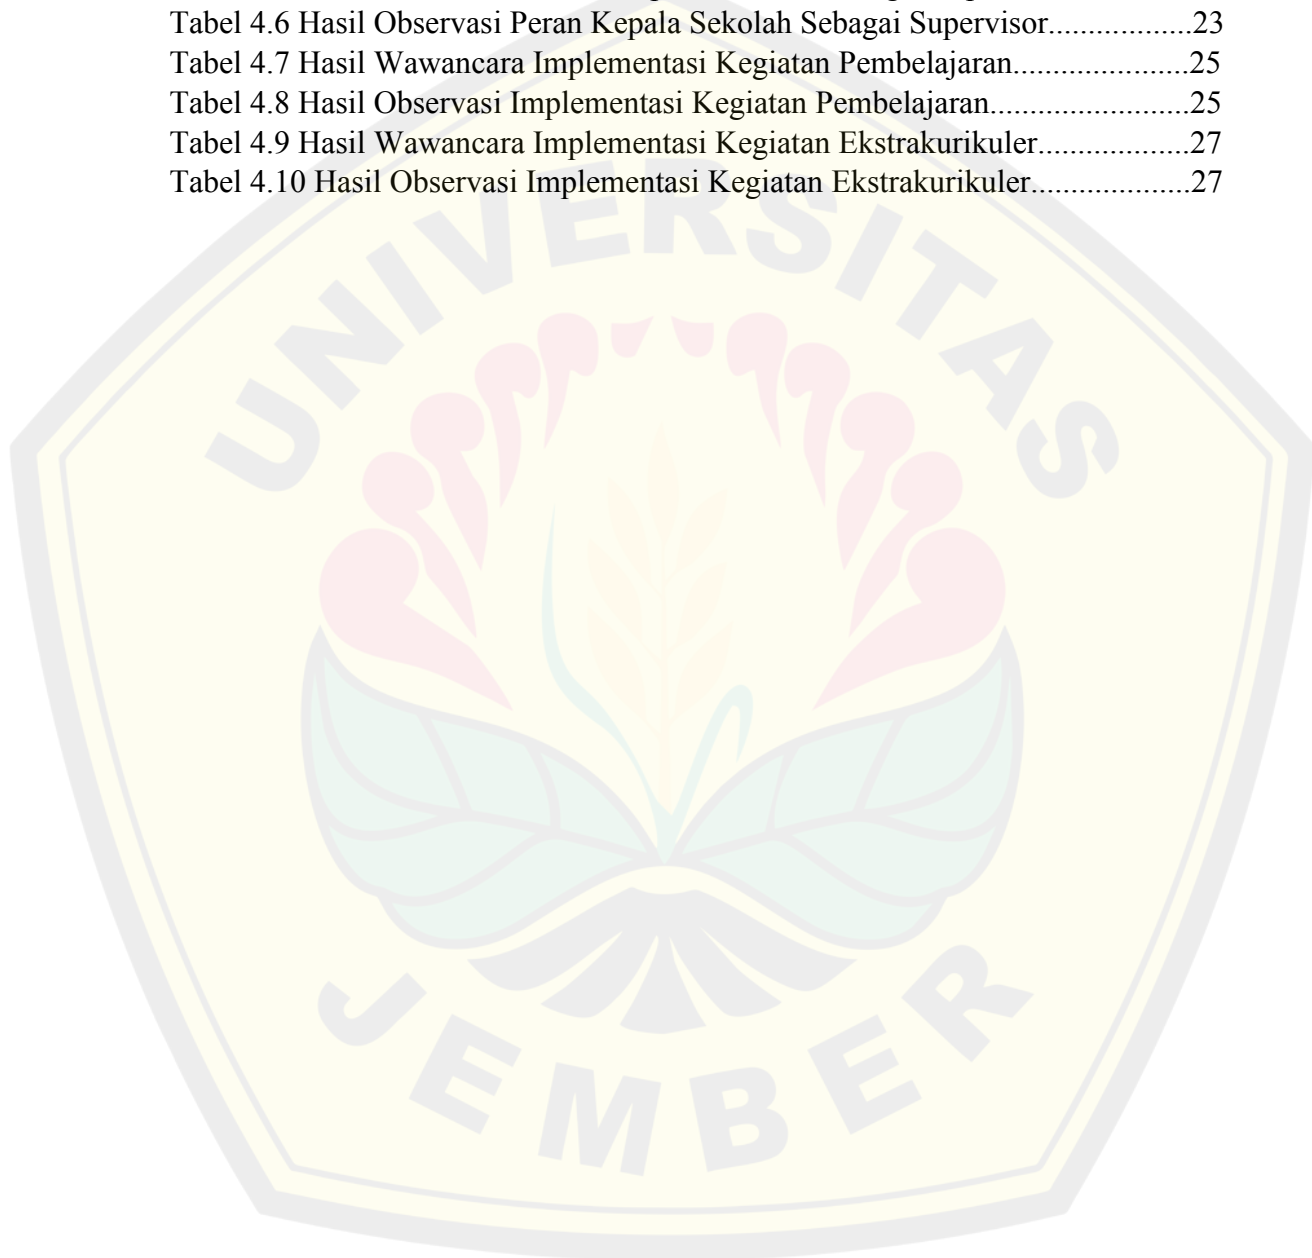 Tabel 4.6 Hasil Observasi Peran Kepala Sekolah Sebagai Supervisor.................23
Tabel 4.7 Hasil Wawancara Implementasi Kegiatan Pembelajaran.....................25
Tabel 4.8 Hasil Observasi Implementasi Kegiatan Pembelajaran........................25
Tabel 4.9 Hasil Wawancara Implementasi Kegiatan Ekstrakurikuler..................27
Tabel 4.10 Hasil Observasi Implementasi Kegiatan Ekstrakurikuler...................27
UNIVERSITAS
JEMBER